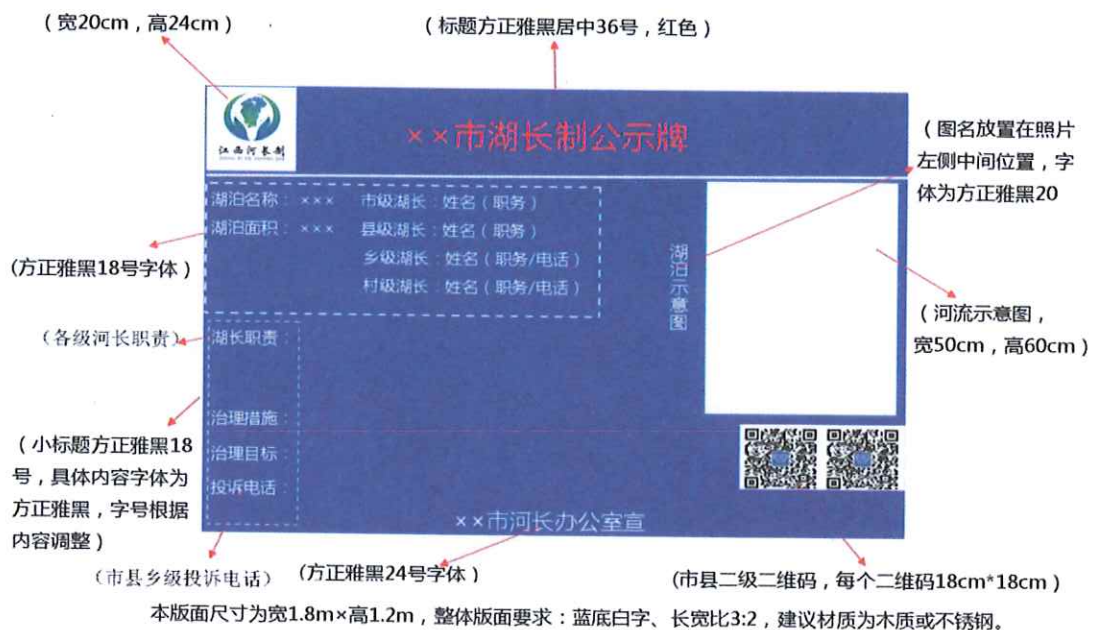 （宽20cm，高24cm）
（标题方正雅黑居中36号，红色）
江西河长制
××市湖长制公示牌
（图名放置在照片
左侧中间位置，字
体为方正雅黑20
湖泊名称：××× 市级湖长：姓名（职务）
湖泊面积：××× 县级湖长：姓名（职务）
乡级湖长：姓名（职务/电话）
村级湖长：姓名（职务/电话）
(方正雅黑18号字体）
湖泊示意图
（河流示意图，
宽50cm，高60cm）
（各级河长职责）
湖长职责：
治理措施：
治理目标：
投诉电话：
（小标题方正雅黑18
号，具体内容字体为
方正雅黑，字号根据
内容调整）
××市河长办公室宣
（市县乡级投诉电话）
（方正雅黑24号字体）
(市县二级二维码，每个二维码18cm*18cm）
本版面尺寸为宽1.8m×高1.2m，整体版面要求：蓝底白字、长宽比3:2，建议材质为木质或不锈钢。